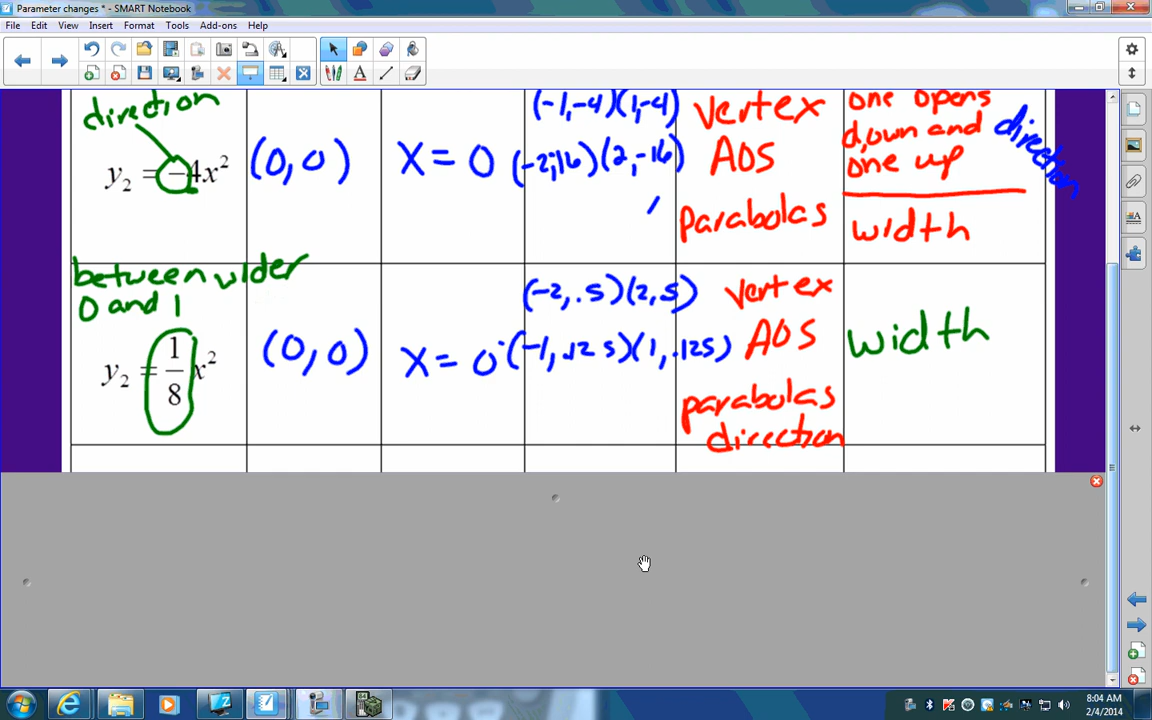 Parameter changes * - SMART Notebook
File Edit View Insert Format Tools Add-ons Help
direction
y₂ = -4x²
(0,0)
x = 0
(-1,-4)(1,-4)
(-2,-16)(2,-16)
vertex
AOS
parabolas
one opens
down and
one up
direction
width
between wider
0 and 1
y₂ = 1/8 x²
(0,0)
x = 0
(-2,.5)(2,.5)
(-1,.125)(1,.125)
vertex
AOS
parabolas
direction
width
8:04 AM
2/4/2014